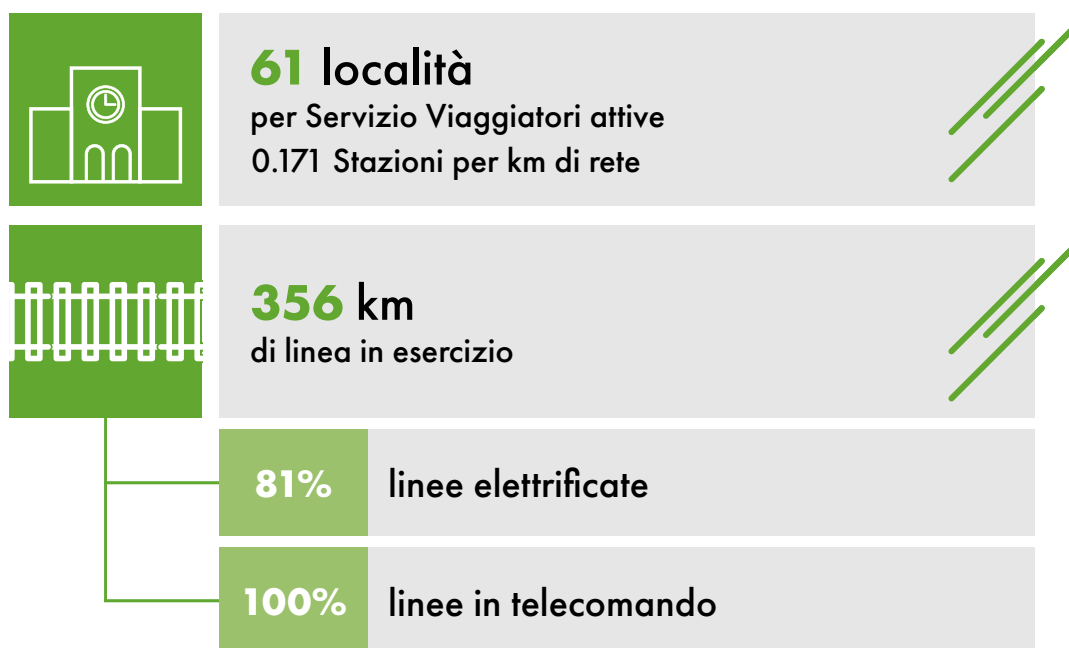 61 località
per Servizio Viaggiatori attive
0.171 Stazioni per km di rete
356 km
di linea in esercizio
81% linee elettrificate
100% linee in telecomando